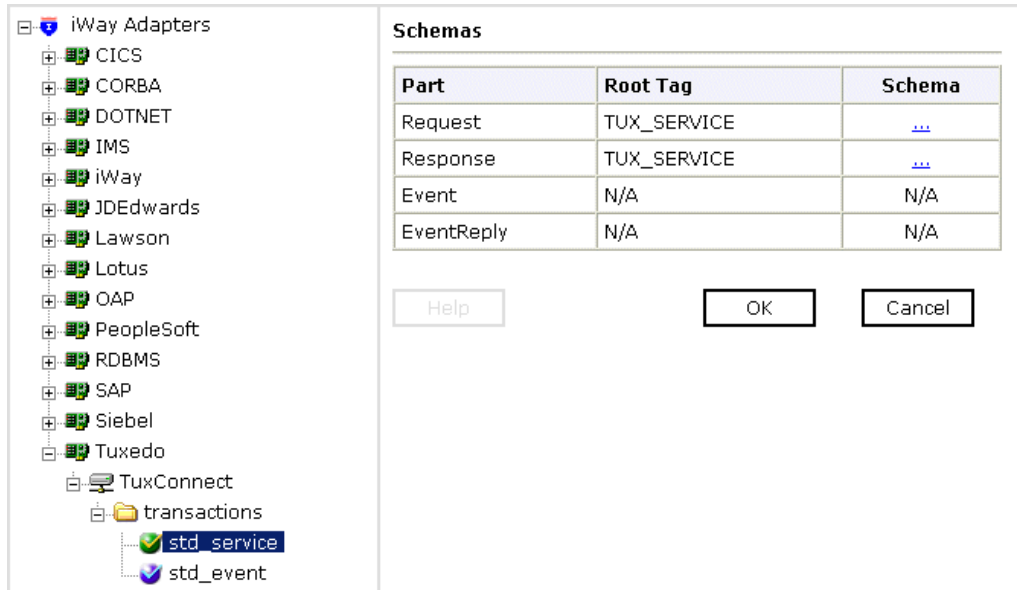 iWay Adapters
CICS
CORBA
DOTNET
IMS
iWay
JDEdwards
Lawson
Lotus
OAP
PeopleSoft
RDBMS
SAP
Siebel
Tuxedo
TuxConnect
transactions
std_service
std_event
Schemas
Part Root Tag Schema
Request TUX_SERVICE ...
Response TUX_SERVICE ...
Event N/A N/A
EventReply N/A N/A
Help OK Cancel